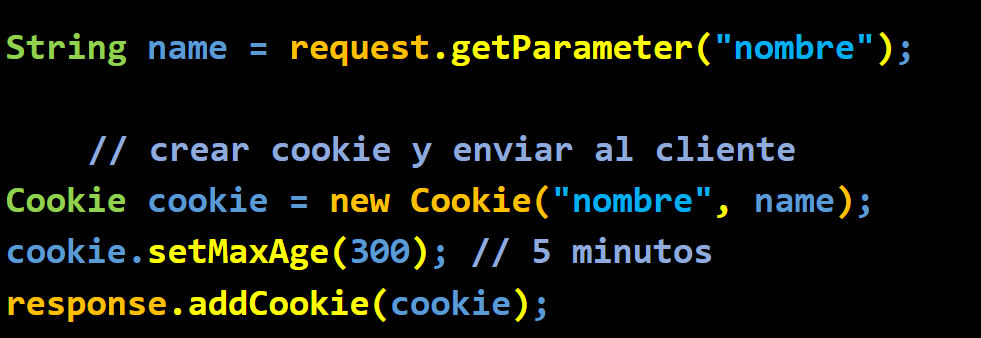 String name = request.getParameter("nombre");
// crear cookie y enviar al cliente
Cookie cookie = new Cookie("nombre", name);
cookie.setMaxAge(300); // 5 minutos
response.addCookie(cookie);